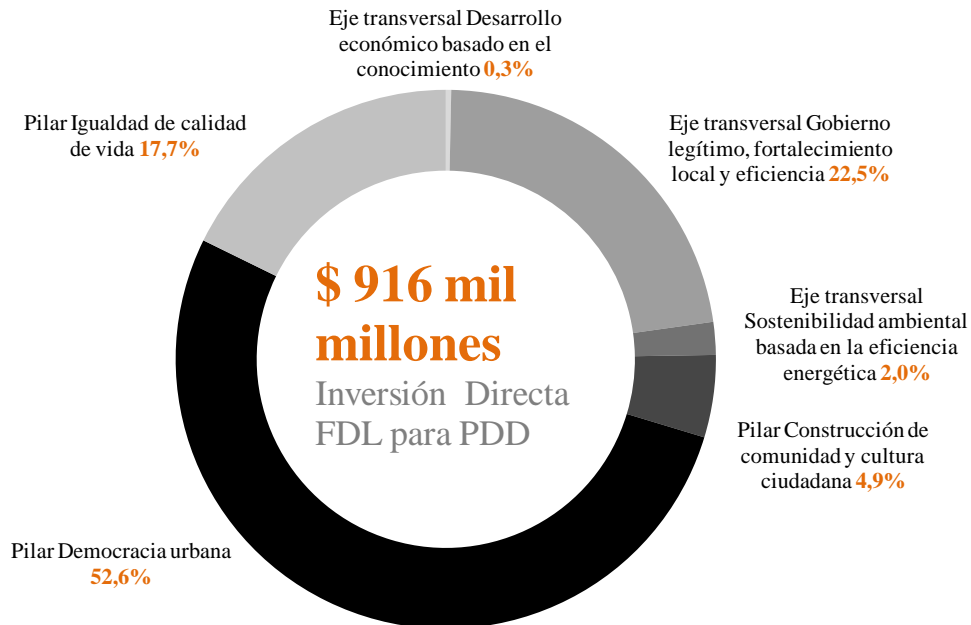 Eje transversal Desarrollo
económico basado en el
conocimiento 0,3%
Pilar Igualdad de calidad
de vida 17,7%
Eje transversal Gobierno
legítimo, fortalecimiento
local y eficiencia 22,5%
$ 916 mil
millones
Inversión Directa
FDL para PDD
Eje transversal
Sostenibilidad ambiental
basada en la eficiencia
energética 2,0%
Pilar Construcción de
comunidad y cultura
ciudadana 4,9%
Pilar Democracia urbana
52,6%